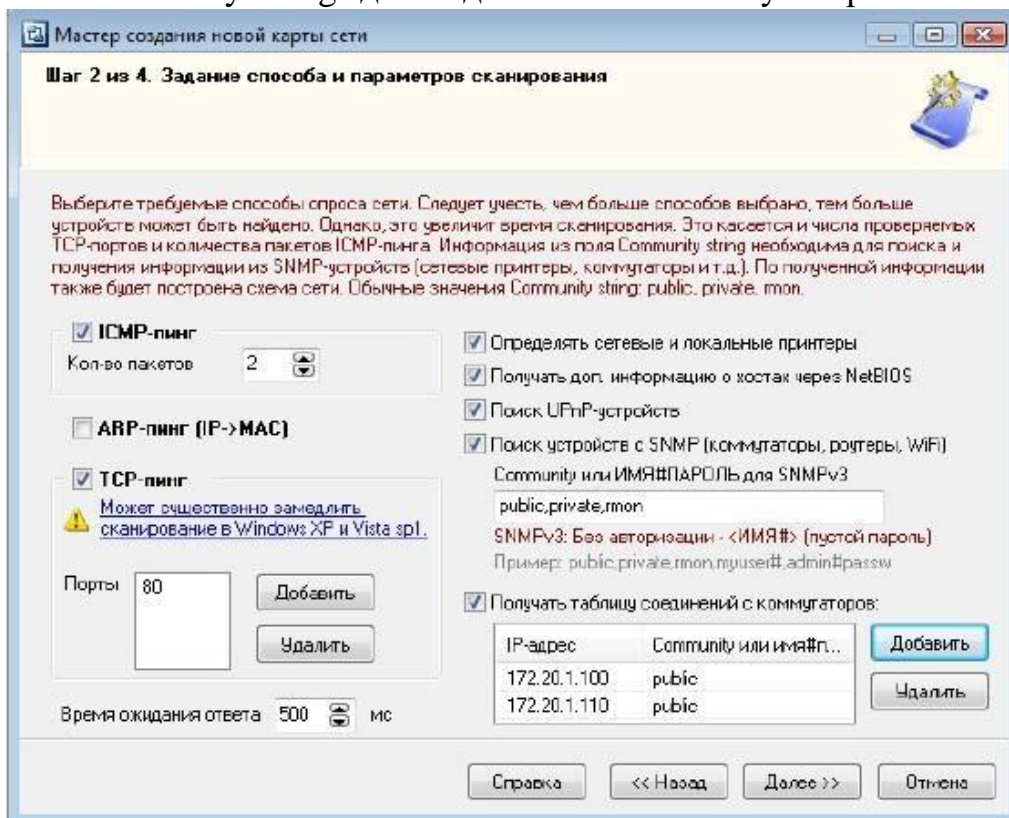 Мастер создания новой карты сети
Шаг 2 из 4. Задание способа и параметров сканирования
Выберите требуемые способы опроса сети. Следует учесть, чем больше способов выбрано, тем больше
устройств может быть найдено. Однако, это увеличит время сканирования. Это касается и числа проверяемых
TCP-портов и количества пакетов ICMP-пинга. Информация из поля Community string необходима для поиска и
получения информации из SNMP-устройств (сетевые принтеры, коммутаторы и т.д.). По полученной информации
также будет построена схема сети. Обычные значения Community string: public, private, rmon.
ICMP-пинг
Кол-во пакетов 2
ARP-пинг (IP->MAC)
TCP-пинг
Может существенно замедлить
сканирование в Windows XP и Vista sp1.
Порты 80
Добавить
Удалить
Время ожидания ответа 500 мс
Определять сетевые и локальные принтеры
Получать доп. информацию о хостах через NetBIOS
Поиск UPnP-устройств
Поиск устройств с SNMP (коммутаторы, роутеры, WiFi)
Community или ИМЯ#ПАРОЛЬ для SNMPv3
public,private,rmon
SNMPv3: Без авторизации - <ИМЯ#> (пустой пароль)
Пример: public,private,rmon,myuser#,admin#passw
Получать таблицу соединений с коммутаторов:
IP-адрес Community или имя#п...
172.20.1.100 public
172.20.1.110 public
Добавить
Удалить
Справка << Назад Далее >> Отмена